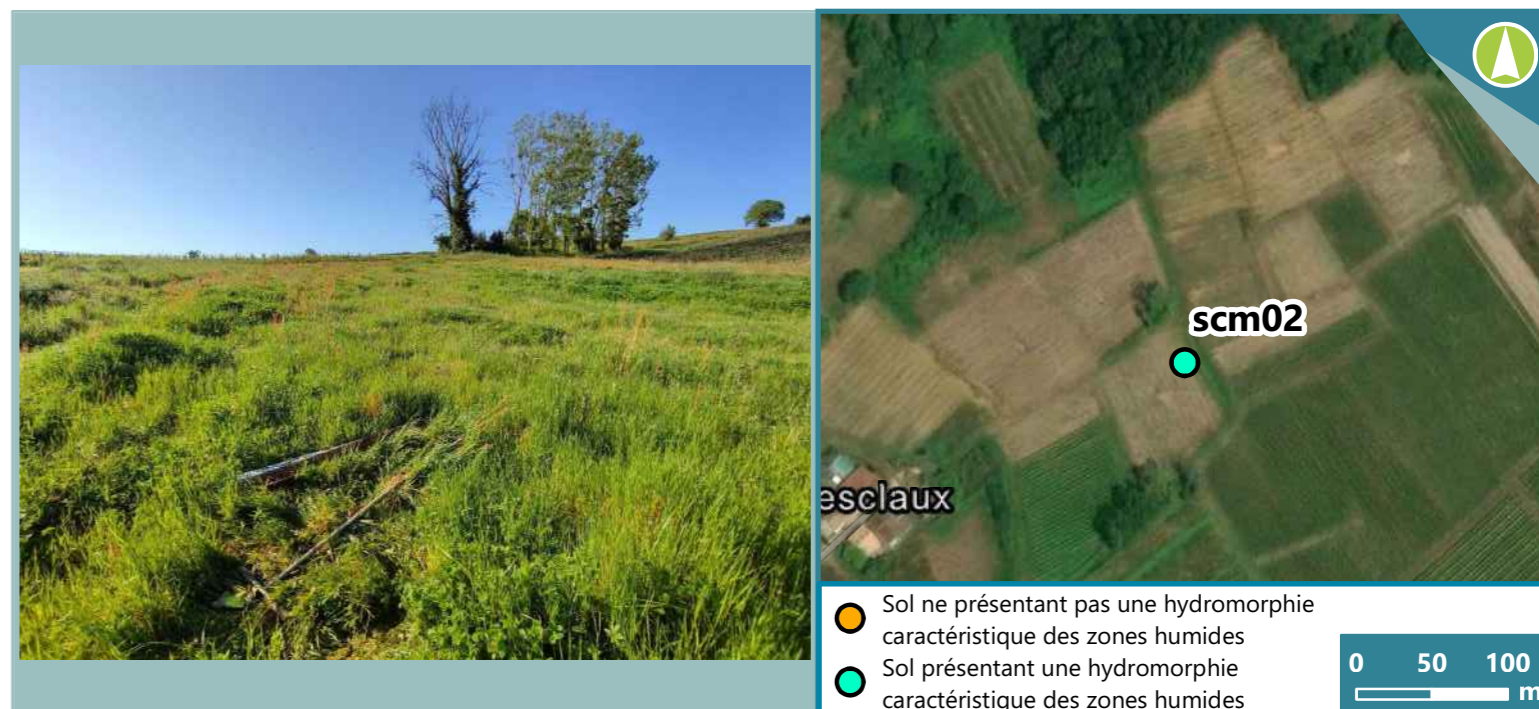 scm02
esclaux
Sol ne présentant pas une hydromorphie
caractéristique des zones humides
Sol présentant une hydromorphie
caractéristique des zones humides
0 50 100
m